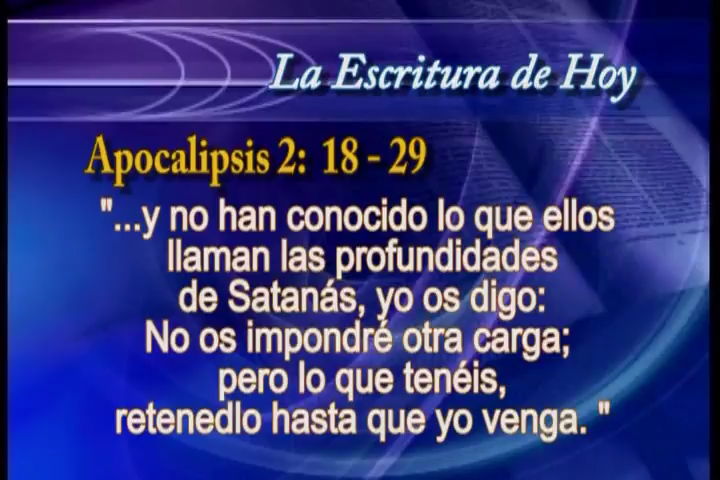 La Escritura de Hoy
Apocalipsis 2: 18 - 29
"...y no han conocido lo que ellos
llaman las profundidades
de Satanás, yo os digo:
No os impondré otra carga;
pero lo que tenéis,
retenedlo hasta que yo venga. "